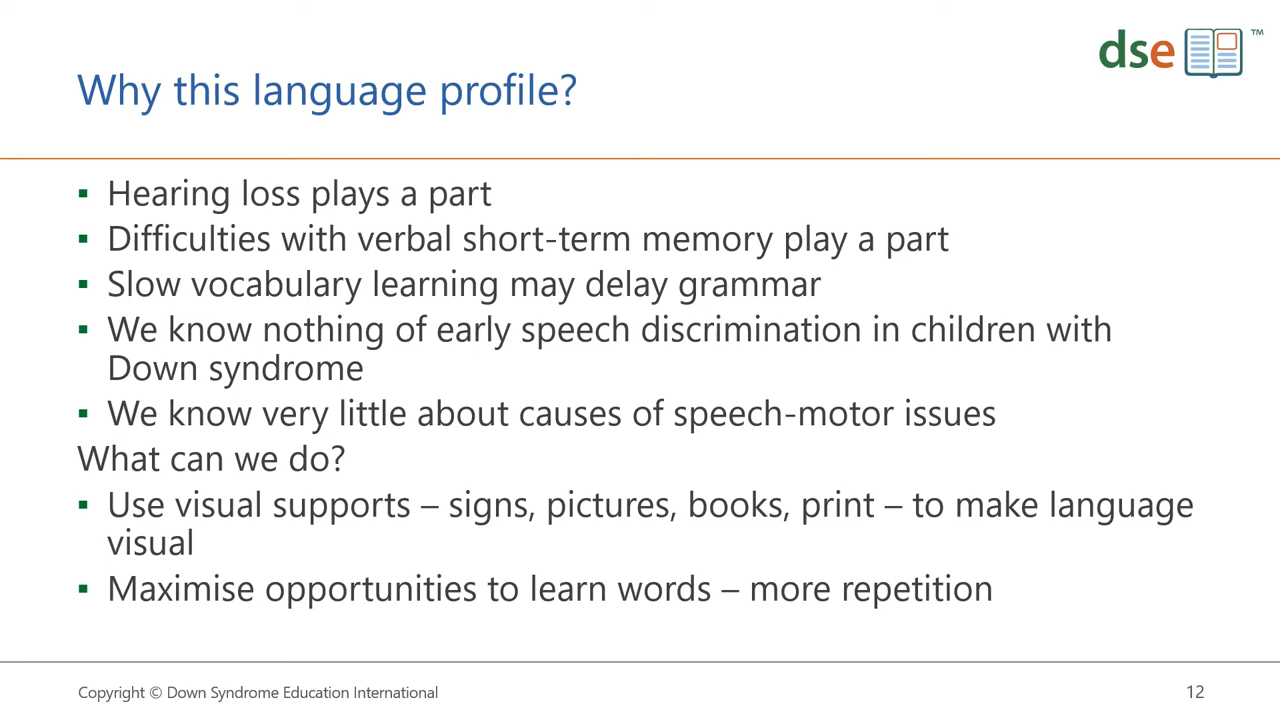 dse ™
Why this language profile?
▪ Hearing loss plays a part
▪ Difficulties with verbal short-term memory play a part
▪ Slow vocabulary learning may delay grammar
▪ We know nothing of early speech discrimination in children with
Down syndrome
▪ We know very little about causes of speech-motor issues
What can we do?
▪ Use visual supports – signs, pictures, books, print – to make language
visual
▪ Maximise opportunities to learn words – more repetition
Copyright © Down Syndrome Education International
12